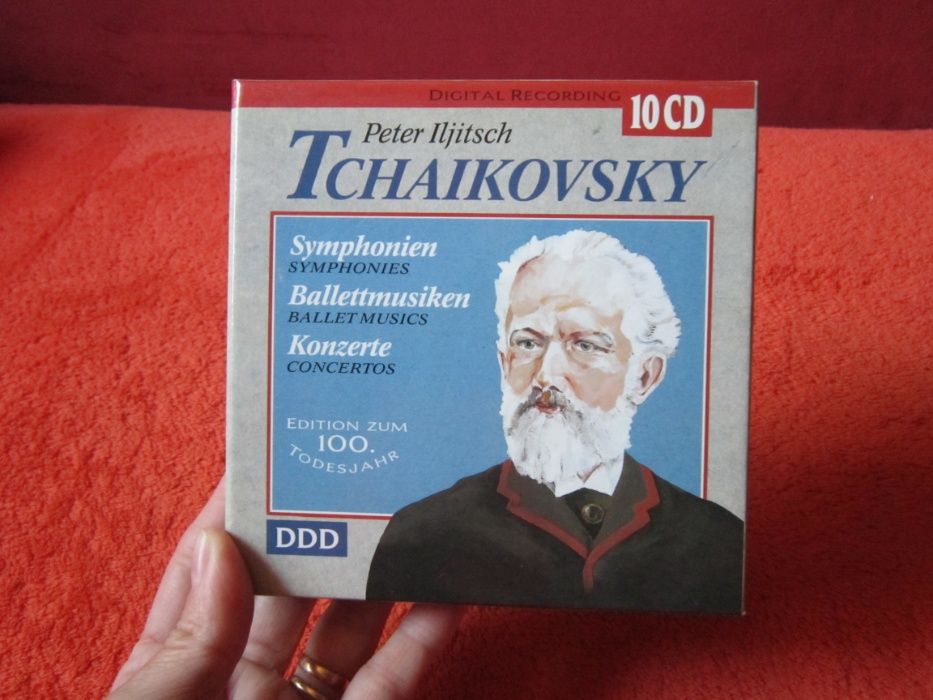 DIGITAL RECORDING
10 CD
Peter Iljitsch
TCHAIKOVSKY
Symphonien
SYMPHONIES
Ballettmusiken
BALLET MUSICS
Konzerte
CONCERTOS
EDITION ZUM
100.
TODESJAHR
DDD